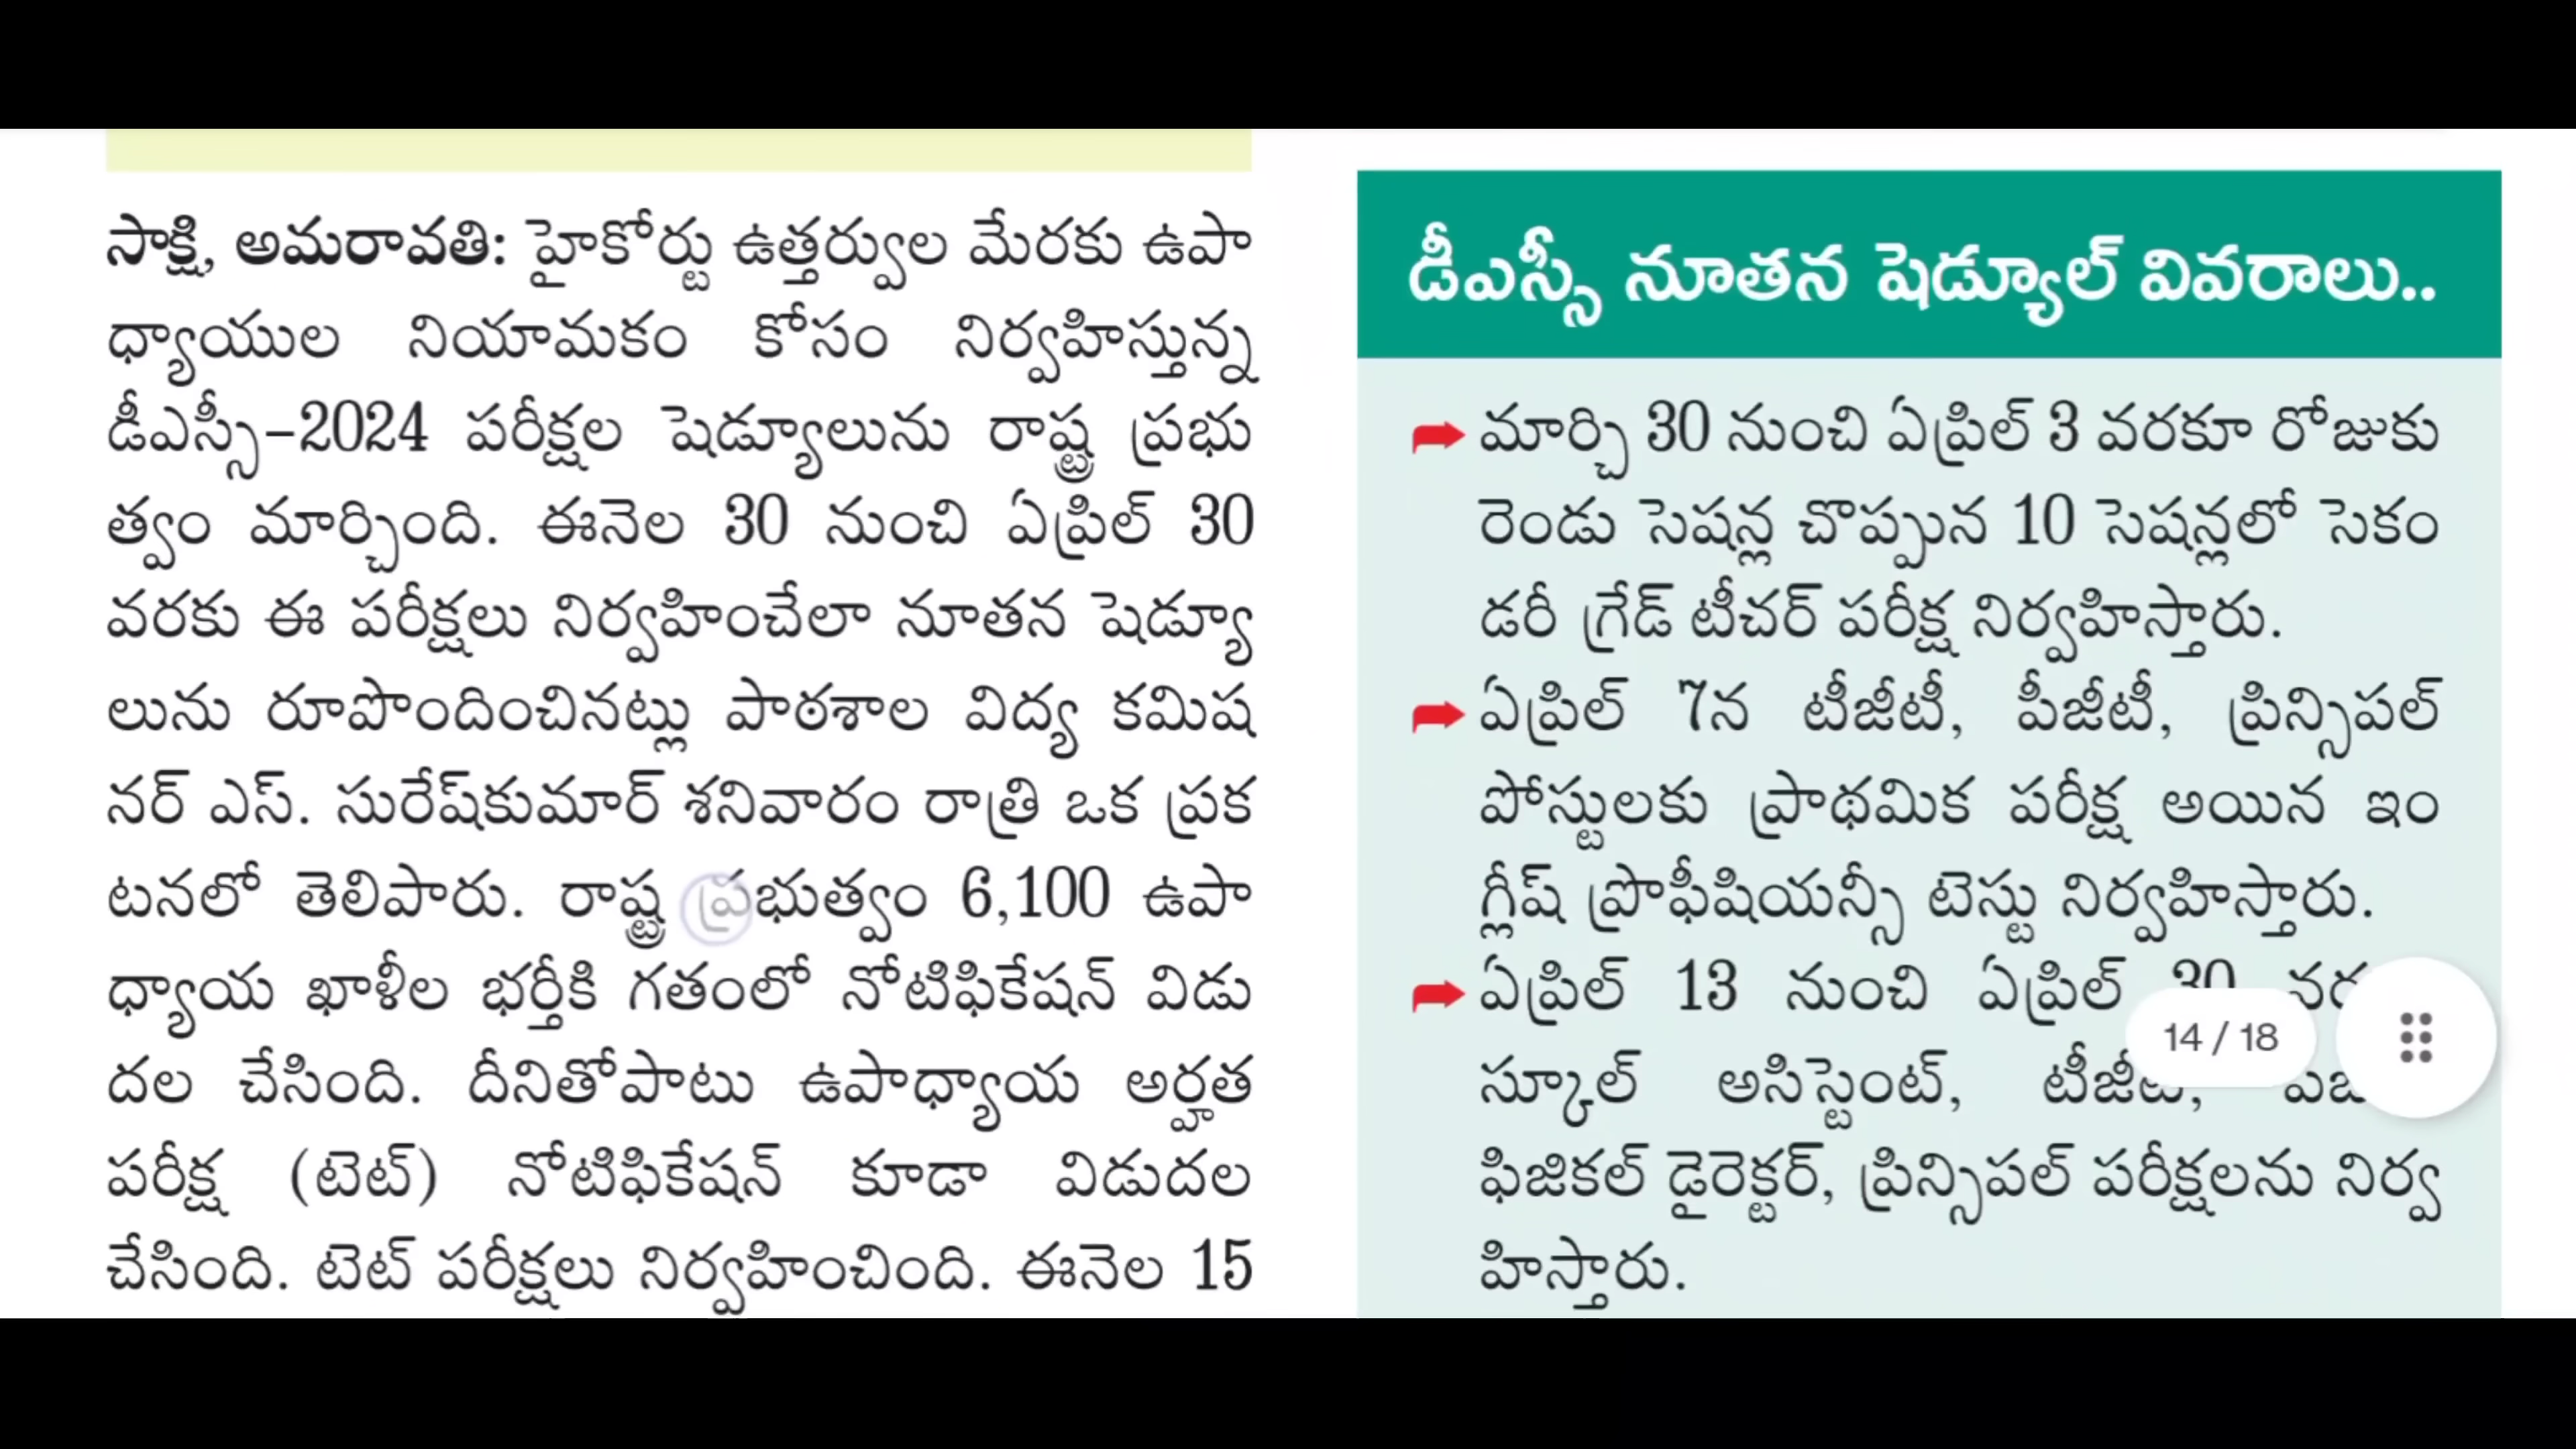 సాక్షి, అమరావతి: హైకోర్టు ఉత్తర్వుల మేరకు ఉపా
ధ్యాయుల నియామకం కోసం నిర్వహిస్తున్న
డీఎస్సీ–2024 పరీక్షల షెడ్యూలును రాష్ట్ర ప్రభు
త్వం మార్చింది. ఈనెల 30 నుంచి ఏప్రిల్ 30
వరకు ఈ పరీక్షలు నిర్వహించేలా నూతన షెడ్యూ
లును రూపొందించినట్లు పాఠశాల విద్య కమిష
నర్ ఎస్. సురేష్‌కుమార్ శనివారం రాత్రి ఒక ప్రక
టనలో తెలిపారు. రాష్ట్ర ప్రభుత్వం 6,100 ఉపా
ధ్యాయ ఖాళీల భర్తీకి గతంలో నోటిఫికేషన్ విడు
దల చేసింది. దీనితోపాటు ఉపాధ్యాయ అర్హత
పరీక్ష (టెట్) నోటిఫికేషన్ కూడా విడుదల
చేసింది. టెట్ పరీక్షలు నిర్వహించింది. ఈనెల 15
డీఎస్సీ నూతన షెడ్యూల్ వివరాలు..
మార్చి 30 నుంచి ఏప్రిల్ 3 వరకూ రోజుకు
రెండు సెషన్ల చొప్పున 10 సెషన్లలో సెకం
డరీ గ్రేడ్ టీచర్ పరీక్ష నిర్వహిస్తారు.
ఏప్రిల్ 7న టీజీటీ, పీజీటీ, ప్రిన్సిపల్
పోస్టులకు ప్రాథమిక పరీక్ష అయిన ఇం
గ్లీష్ ప్రొఫీషియన్సీ టెస్టు నిర్వహిస్తారు.
ఏప్రిల్ 13 నుంచి ఏప్రిల్ 30
స్కూల్ అసిస్టెంట్, టీజీటీ,
ఫిజికల్ డైరెక్టర్, ప్రిన్సిపల్ పరీక్షలను నిర్వ
హిస్తారు.
14 / 18